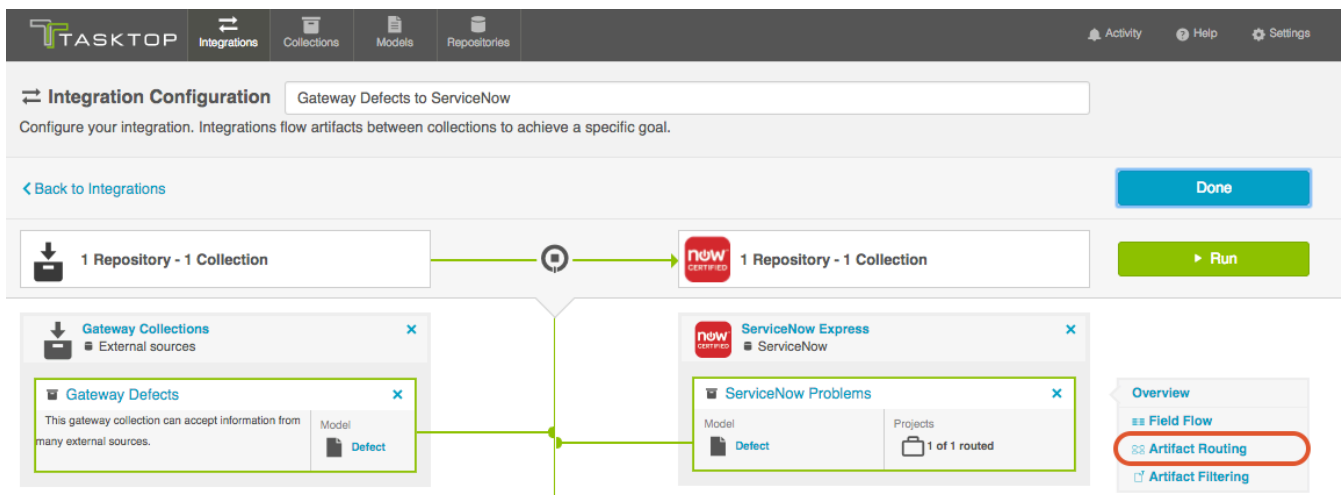 TASKTOP
Integrations
Collections
Models
Repositories
Activity
Help
Settings
Integration Configuration
Gateway Defects to ServiceNow
Configure your integration. Integrations flow artifacts between collections to achieve a specific goal.
Back to Integrations
Done
1 Repository - 1 Collection
now
CERTIFIED
1 Repository - 1 Collection
Run
Gateway Collections
External sources
now
CERTIFIED
ServiceNow Express
ServiceNow
Gateway Defects
This gateway collection can accept information from
many external sources.
Model
Defect
ServiceNow Problems
Model
Defect
Projects
1 of 1 routed
Overview
Field Flow
Artifact Routing
Artifact Filtering